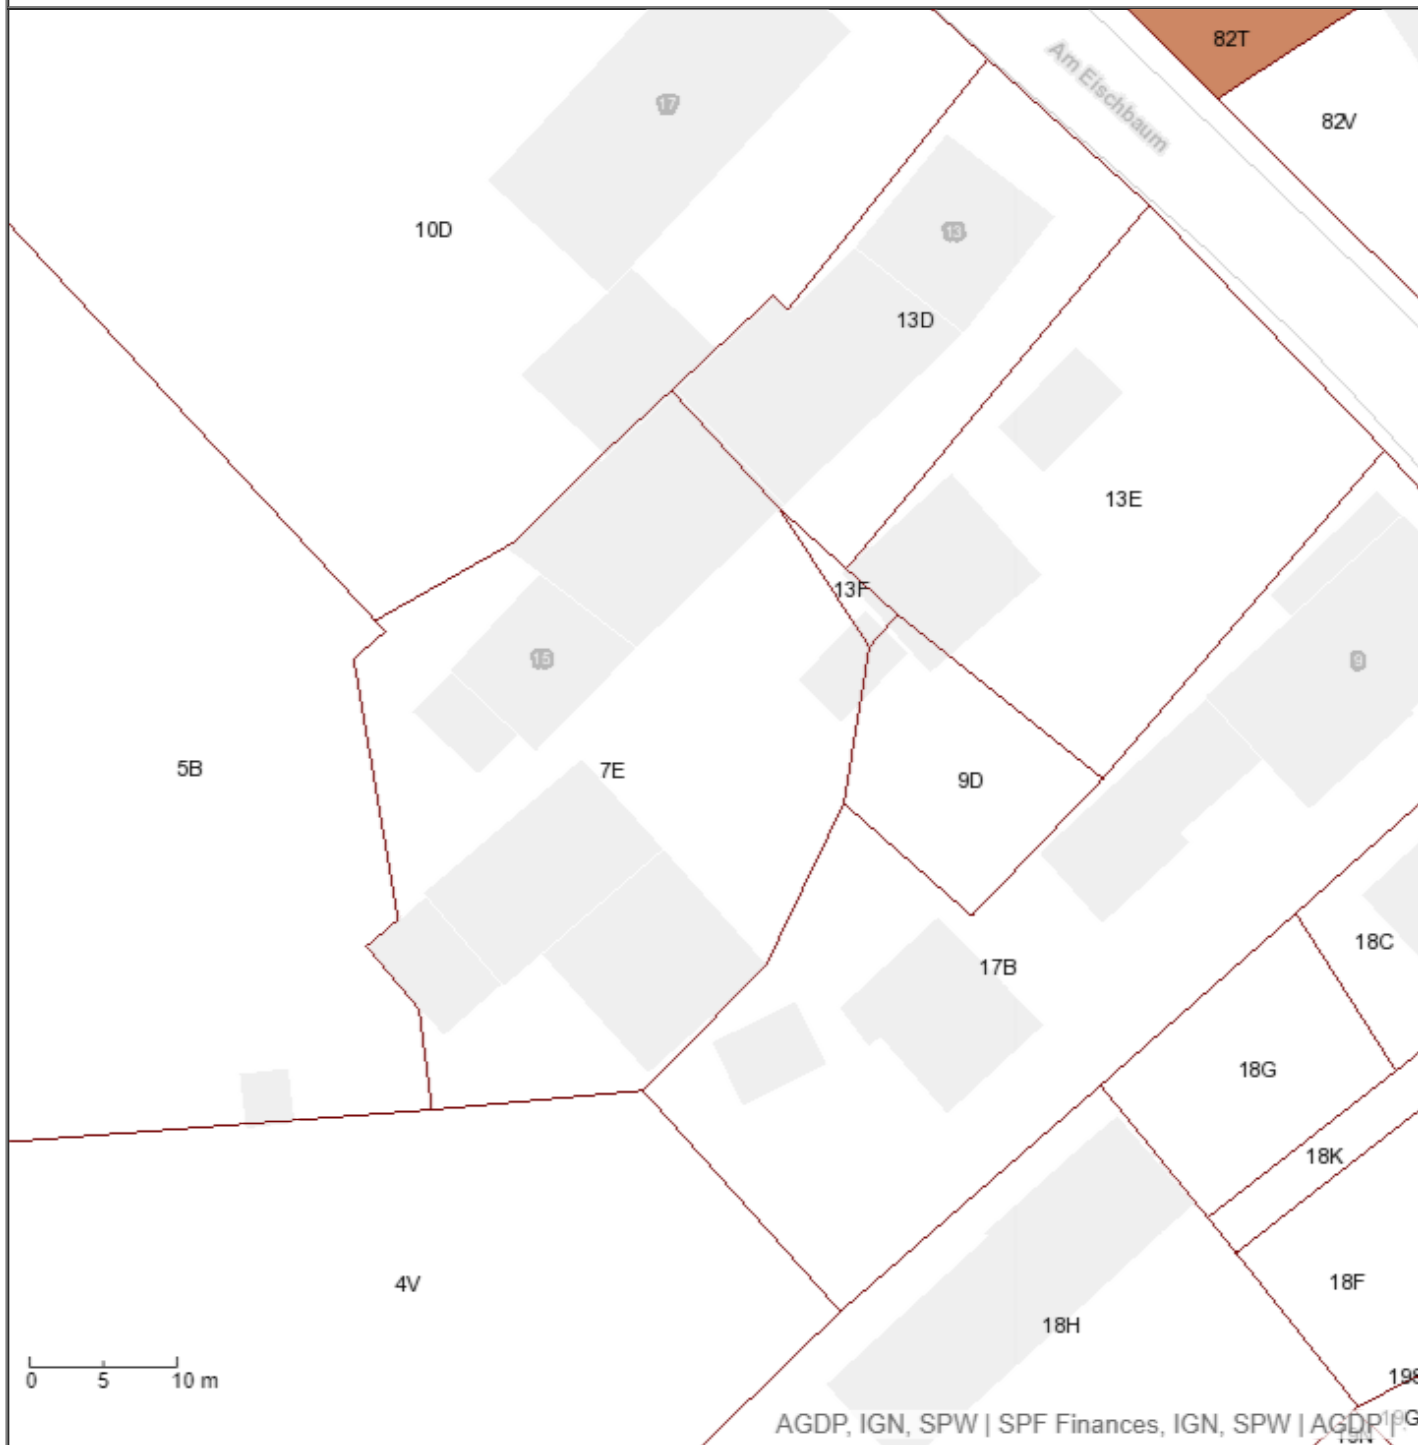 82T
Am Eischbaum
82V
17
10D
13
13D
13E
13F
15
9
5B
7E
9D
18C
17B
18G
18K
4V
18F
18H
0 5 10 m
AGDP, IGN, SPW | SPF Finances, IGN, SPW | AGDP |